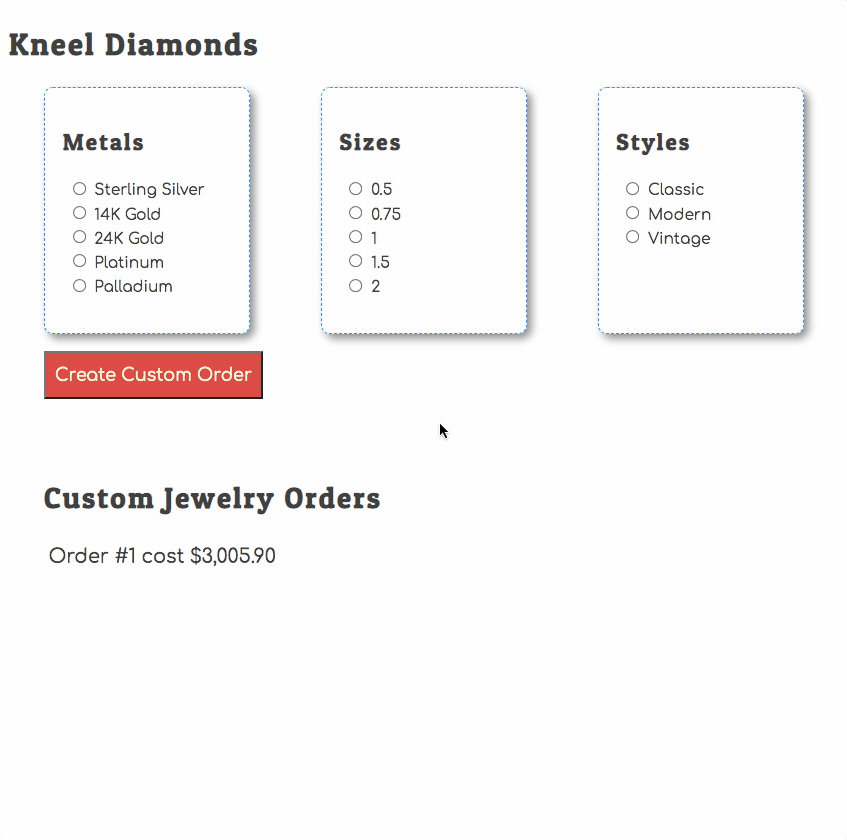 Kneel Diamonds
Metals
Sterling Silver
14K Gold
24K Gold
Platinum
Palladium
Sizes
0.5
0.75
1
1.5
2
Styles
Classic
Modern
Vintage
Create Custom Order
Custom Jewelry Orders
Order #1 cost $3,005.90